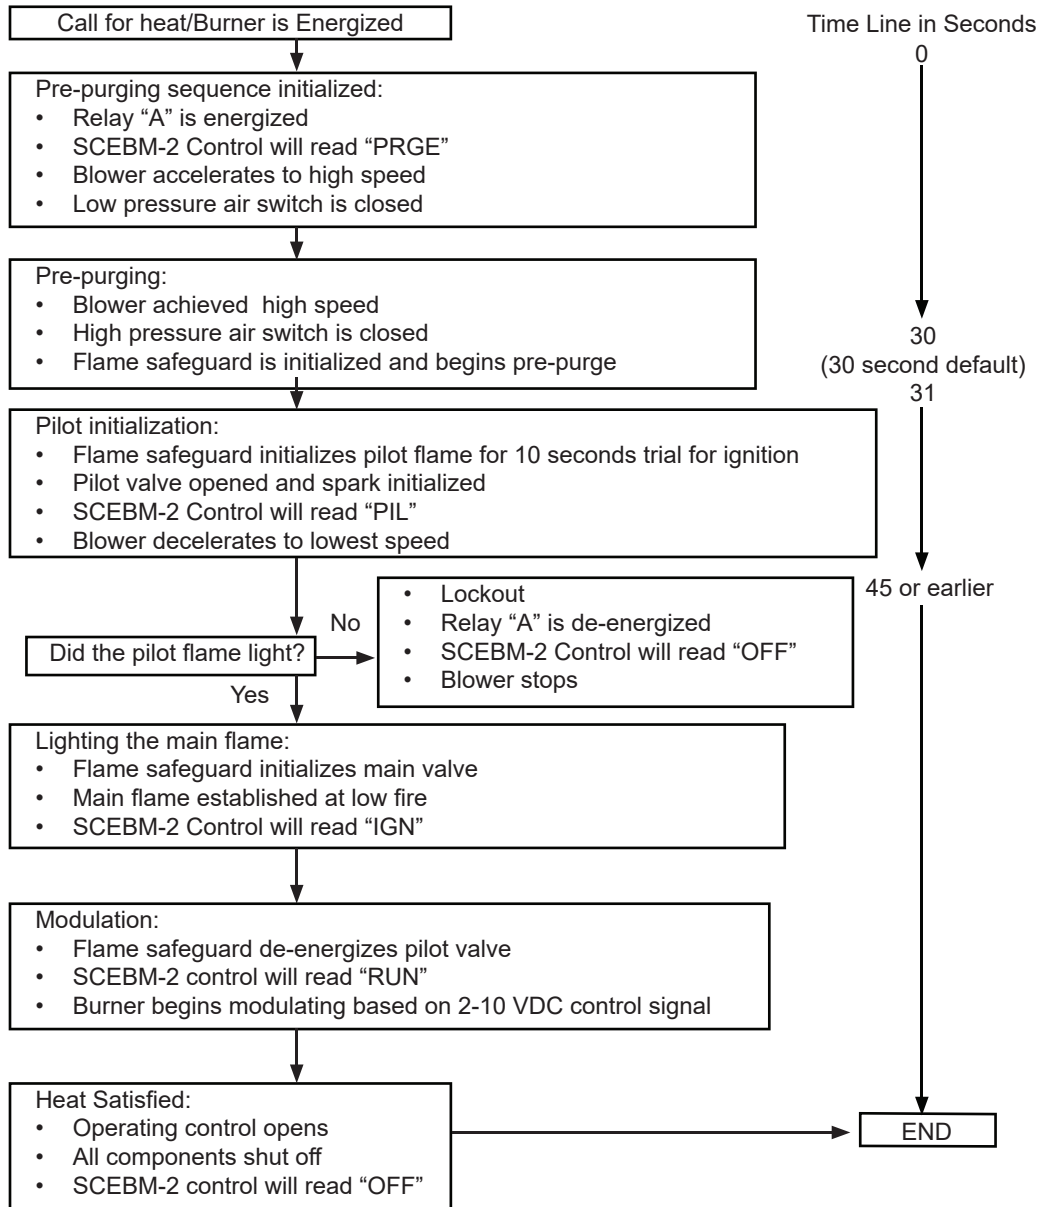 Call for heat/Burner is Energized
Time Line in Seconds
0
Pre-purging sequence initialized:
• Relay “A” is energized
• SCEBM-2 Control will read “PRGE”
• Blower accelerates to high speed
• Low pressure air switch is closed
Pre-purging:
• Blower achieved high speed
• High pressure air switch is closed
• Flame safeguard is initialized and begins pre-purge
30
(30 second default)
31
Pilot initialization:
• Flame safeguard initializes pilot flame for 10 seconds trial for ignition
• Pilot valve opened and spark initialized
• SCEBM-2 Control will read “PIL”
• Blower decelerates to lowest speed
45 or earlier
Did the pilot flame light?
No
• Lockout
• Relay “A” is de-energized
• SCEBM-2 Control will read “OFF”
• Blower stops
Yes
Lighting the main flame:
• Flame safeguard initializes main valve
• Main flame established at low fire
• SCEBM-2 Control will read “IGN”
Modulation:
• Flame safeguard de-energizes pilot valve
• SCEBM-2 control will read “RUN”
• Burner begins modulating based on 2-10 VDC control signal
Heat Satisfied:
• Operating control opens
• All components shut off
• SCEBM-2 control will read “OFF”
END